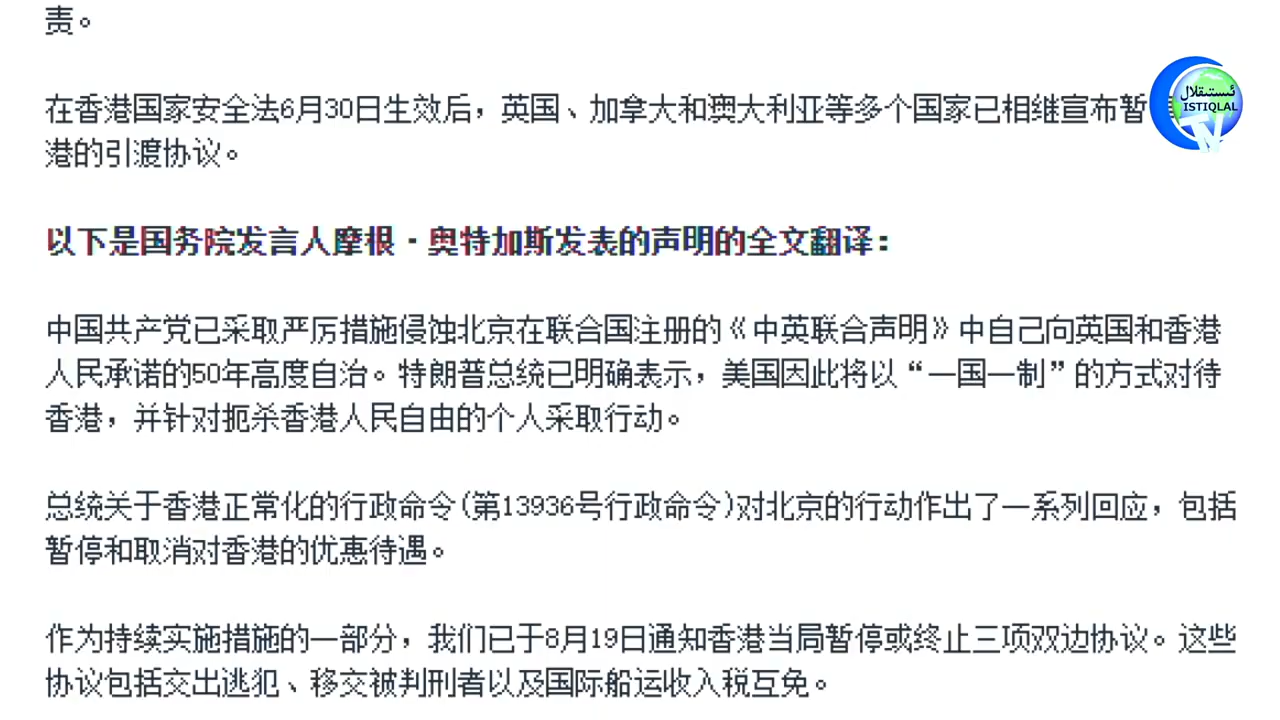 责。
在香港国家安全法6月30日生效后，英国、加拿大和澳大利亚等多个国家已相继宣布暂
港的引渡协议。
以下是国务院发言人摩根·奥特加斯发表的声明的全文翻译：
中国共产党已采取严厉措施侵蚀北京在联合国注册的《中英联合声明》中自己向英国和香港
人民承诺的50年高度自治。特朗普总统已明确表示，美国因此将以“一国一制”的方式对待
香港，并针对扼杀香港人民自由的个人采取行动。
总统关于香港正常化的行政命令(第13936号行政命令)对北京的行动作出了一系列回应，包括
暂停和取消对香港的优惠待遇。
作为持续实施措施的一部分，我们已于8月19日通知香港当局暂停或终止三项双边协议。这些
协议包括交出逃犯、移交被判刑者以及国际船运收入税互免。
ئىستىقلال
ISTIQLAL
TV